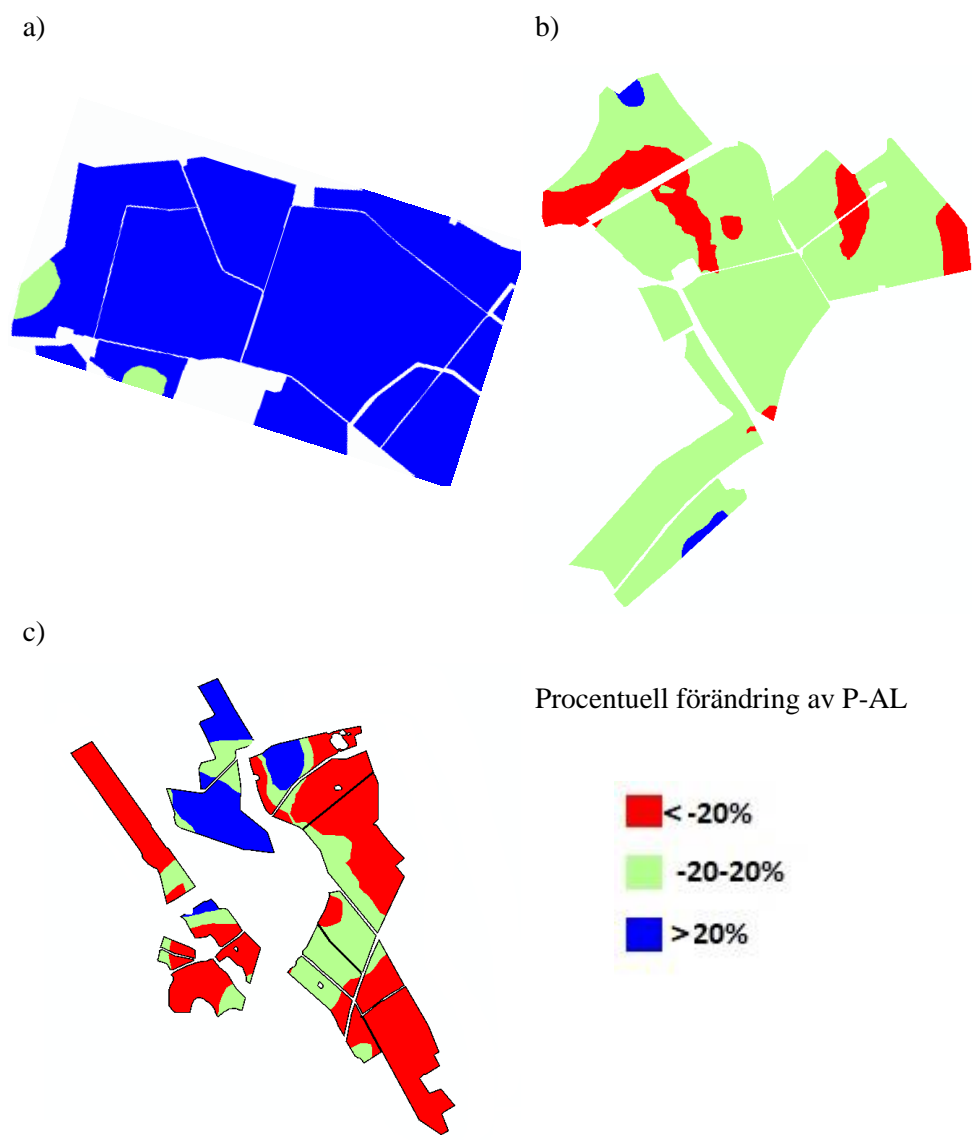 a)
b)
c)
Procentuell förändring av P-AL
< -20%
-20-20%
>20%